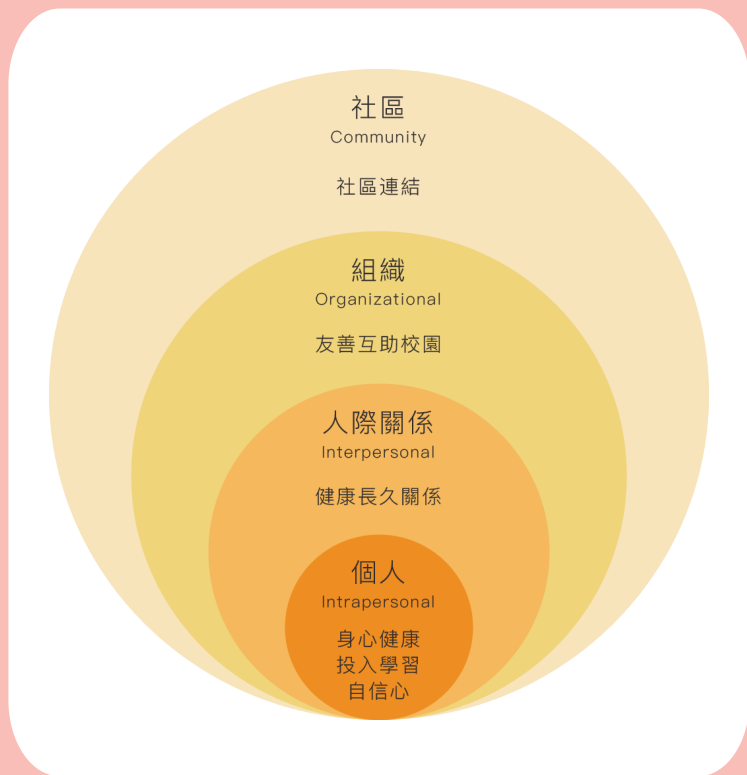 社區
Community
社區連結
組織
Organizational
友善互助校園
人際關係
Interpersonal
健康長久關係
個人
Intrapersonal
身心健康
投入學習
自信心